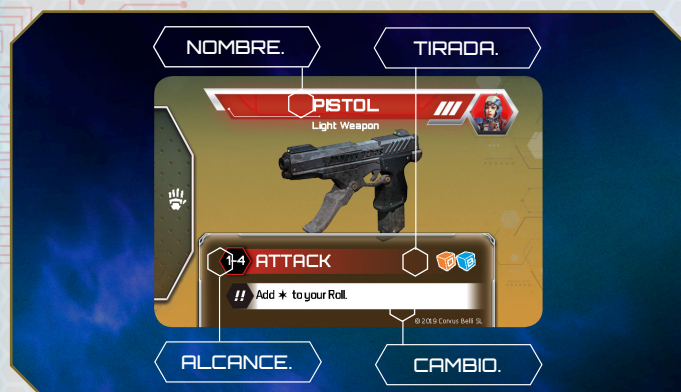 NOMBRE.
TIRADA.
PISTOL
Light Weapon
1-4 ATTACK
!! Add ✶ to your Roll.
© 2019 Corvus Belli SL
ALCANCE.
CAMBIO.